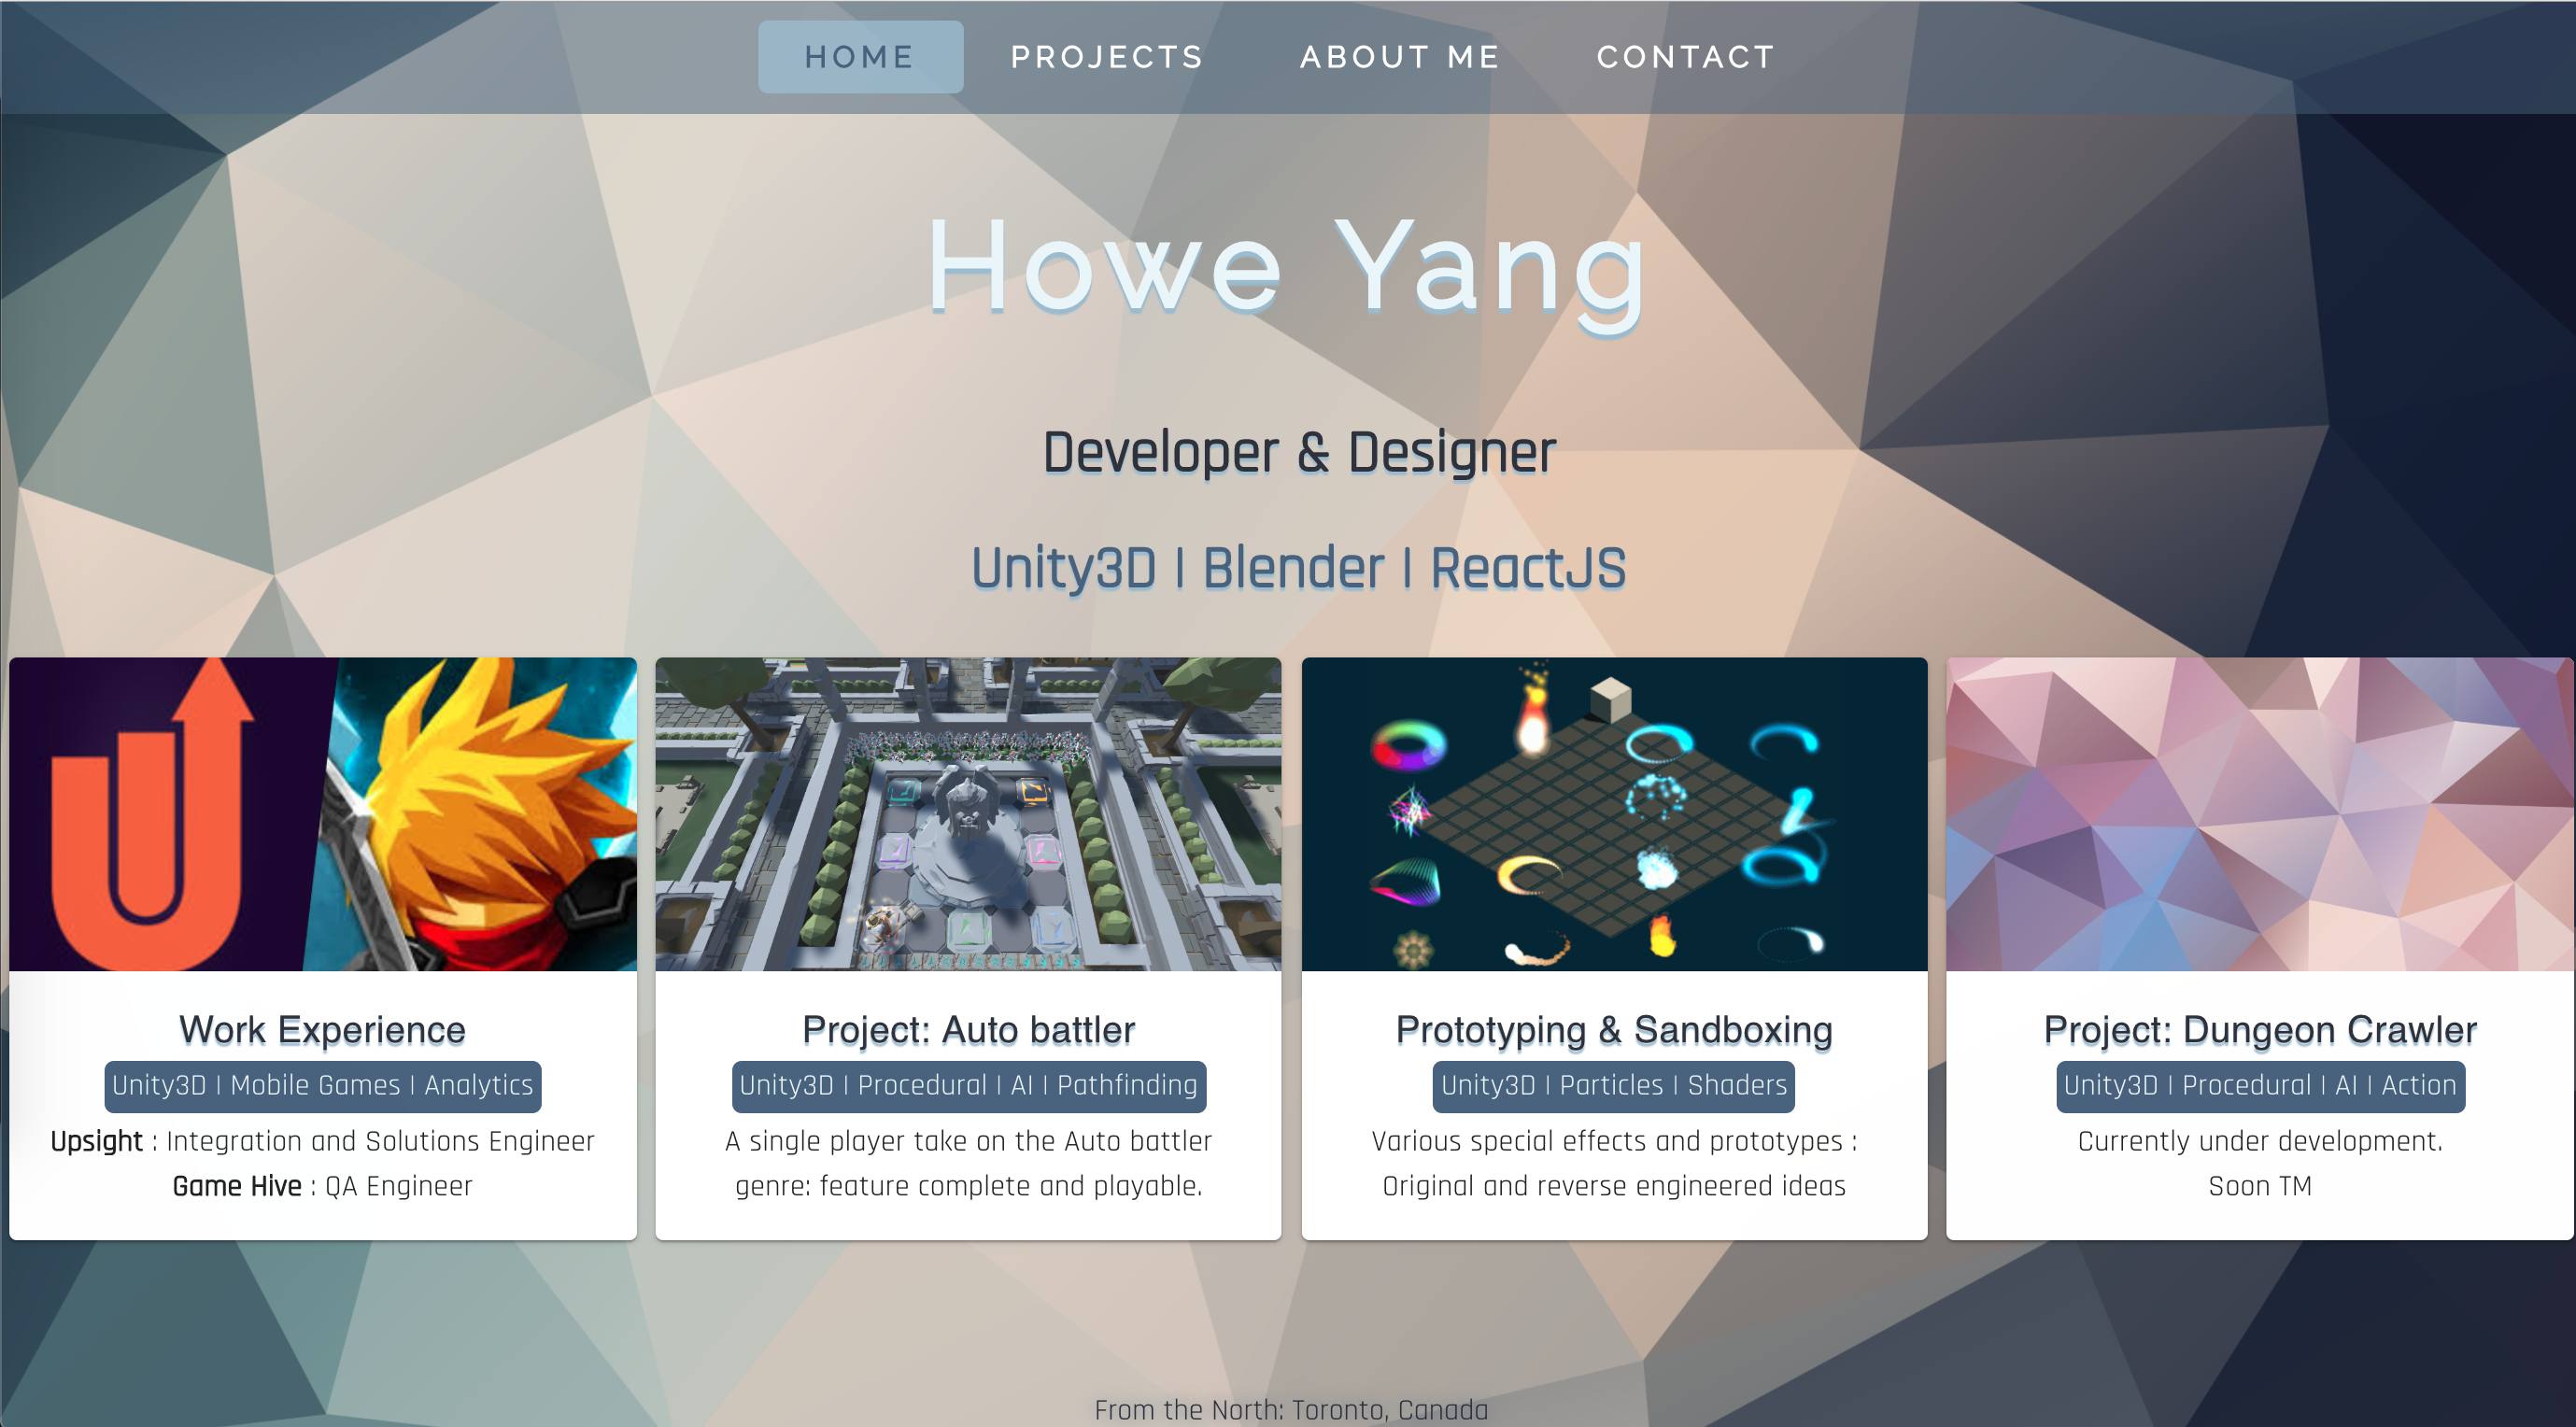 HOME PROJECTS ABOUT ME CONTACT
Howe Yang
Developer & Designer
Unity3D | Blender | ReactJS
Work Experience
Unity3D | Mobile Games | Analytics
Upsight : Integration and Solutions Engineer
Game Hive : QA Engineer
Project: Auto battler
Unity3D | Procedural | AI | Pathfinding
A single player take on the Auto battler
genre: feature complete and playable.
Prototyping & Sandboxing
Unity3D | Particles | Shaders
Various special effects and prototypes :
Original and reverse engineered ideas
Project: Dungeon Crawler
Unity3D | Procedural | AI | Action
Currently under development.
Soon TM
From the North: Toronto, Canada